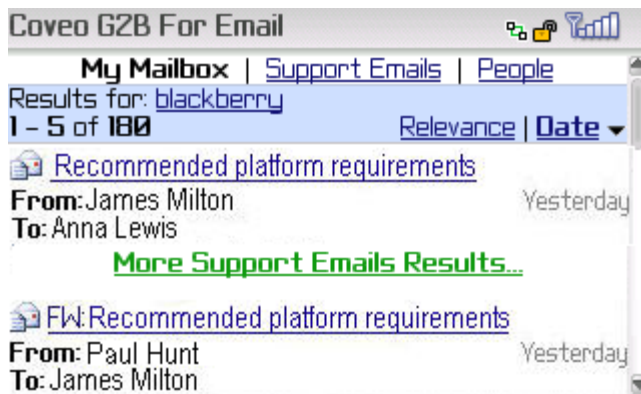 Coveo G2B For Email
My Mailbox | Support Emails | People
Results for: blackberry
1 - 5 of 180 Relevance | Date
Recommended platform requirements
From: James Milton Yesterday
To: Anna Lewis
More Support Emails Results...
FW:Recommended platform requirements
From: Paul Hunt Yesterday
To: James Milton